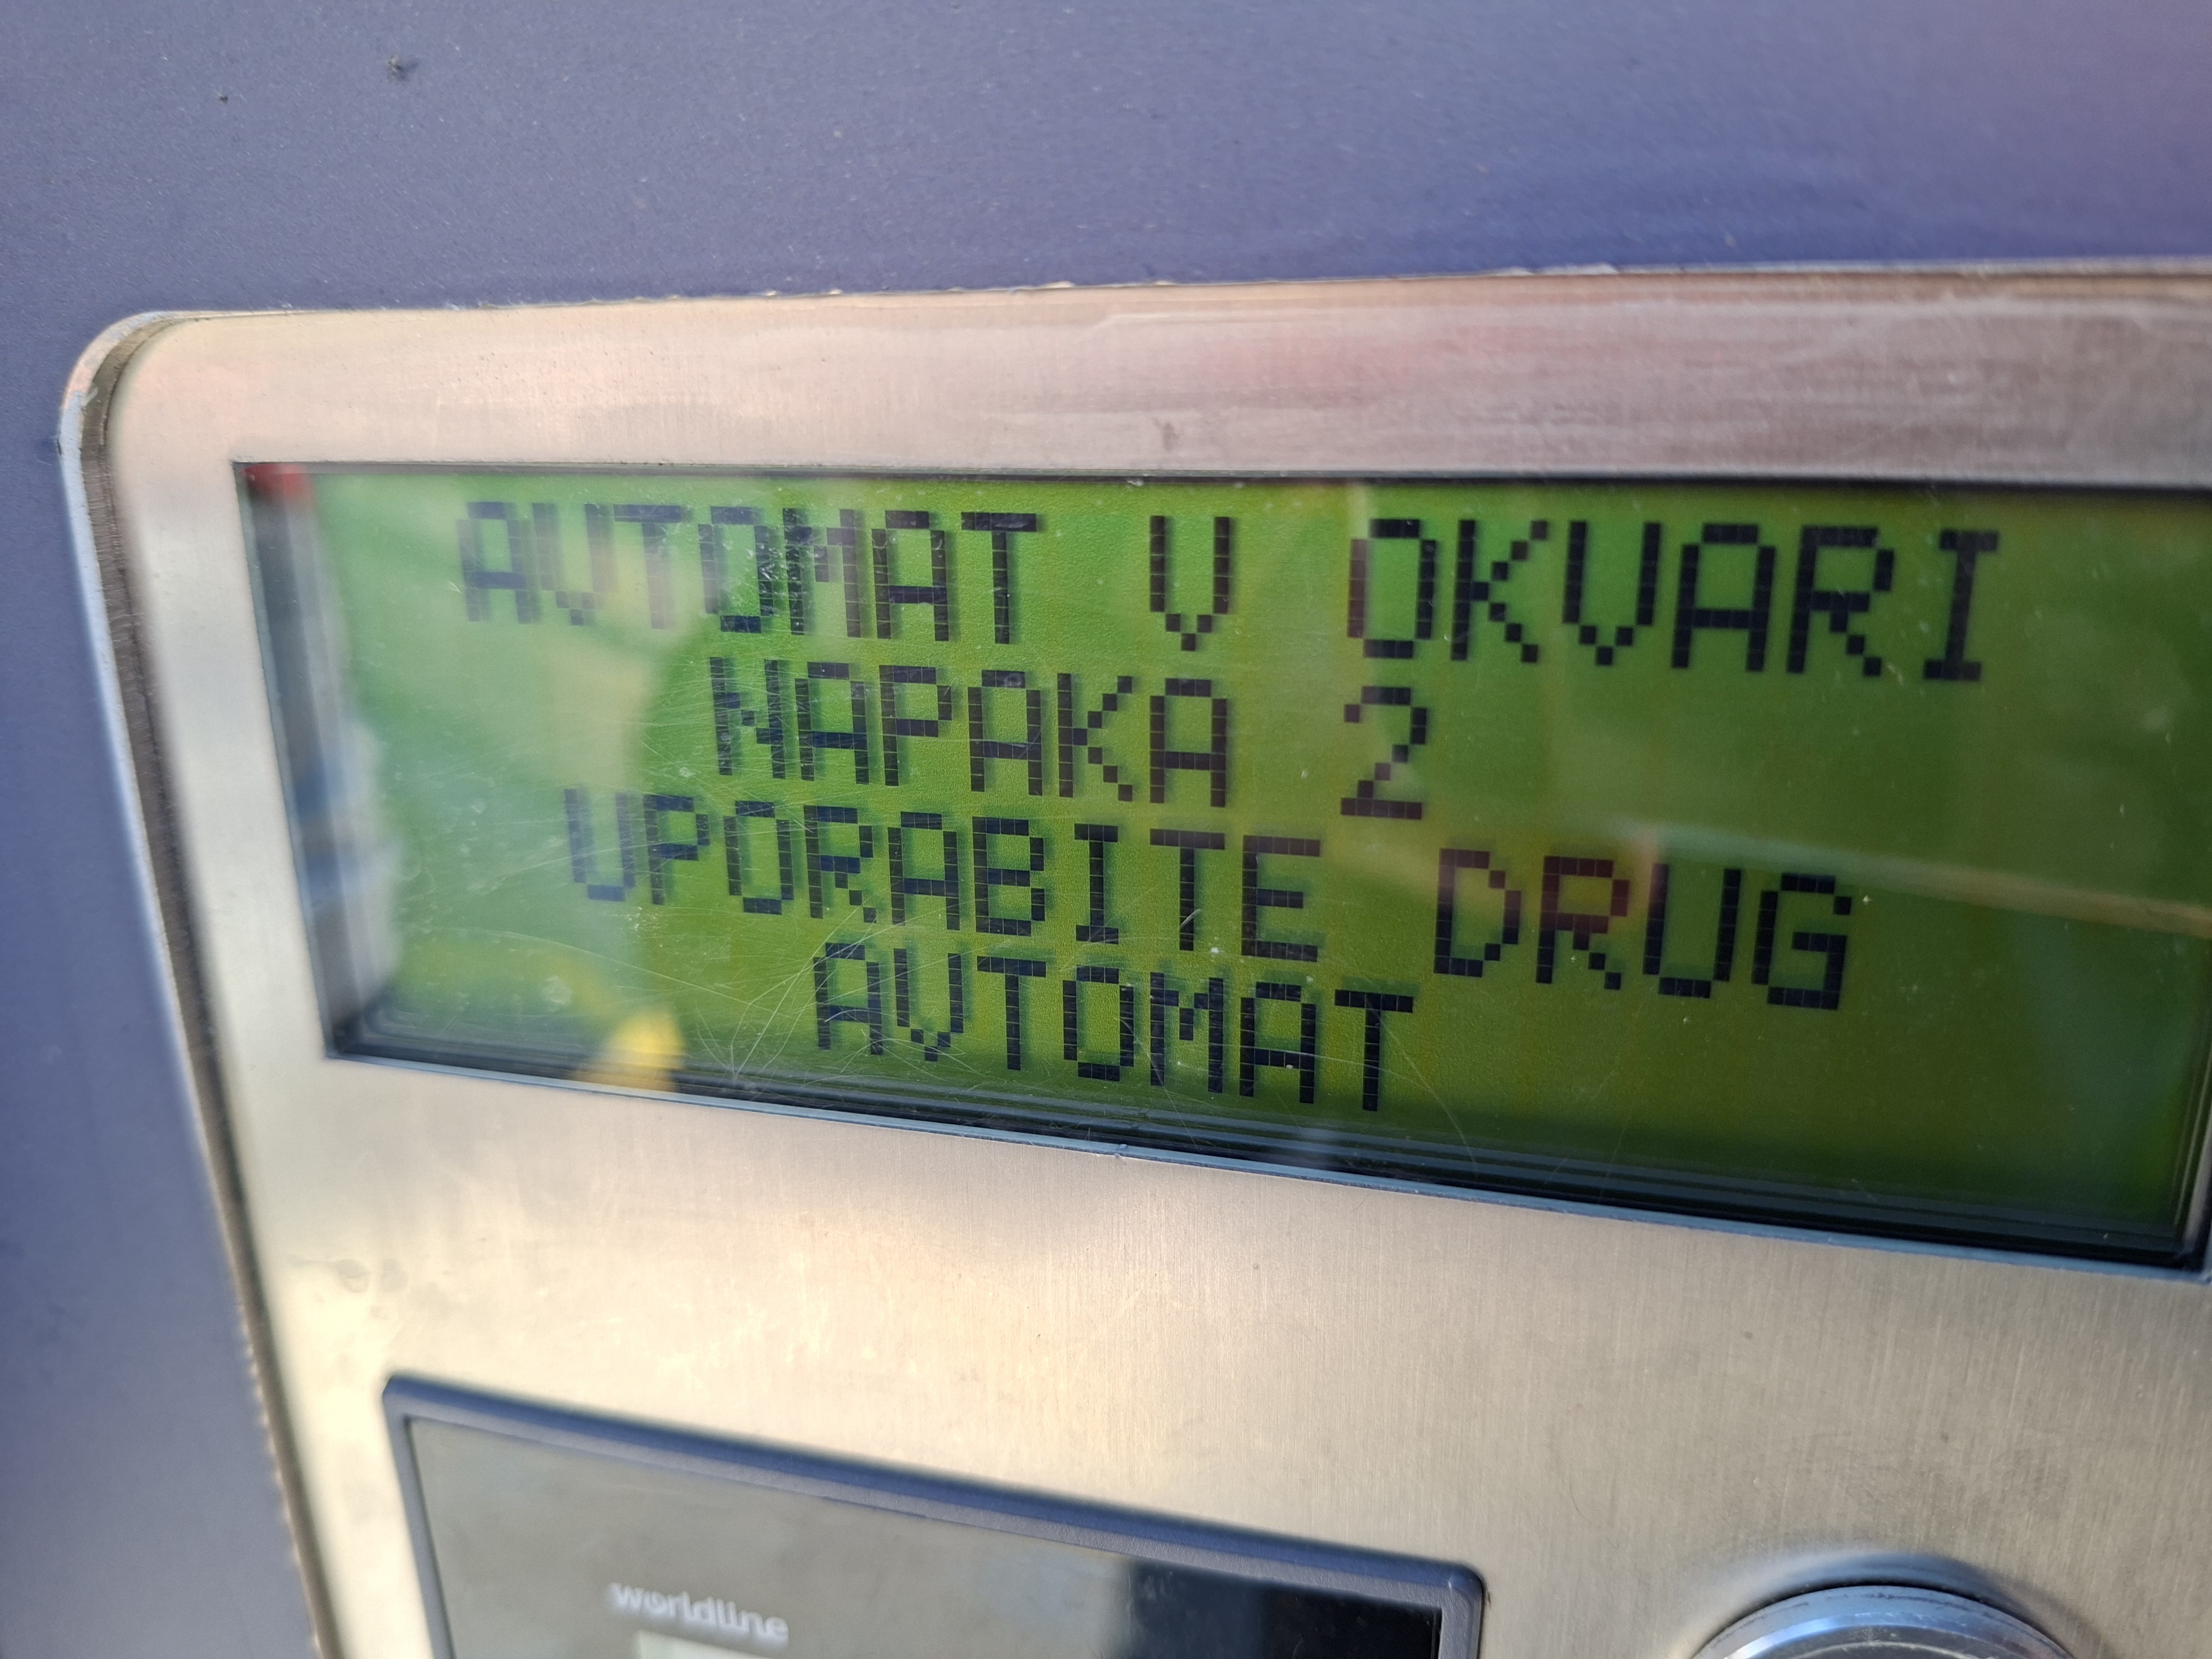 AVTOMAT V OKVARI
NAPAKA 2
UPORABITE DRUG
AVTOMAT
worldline